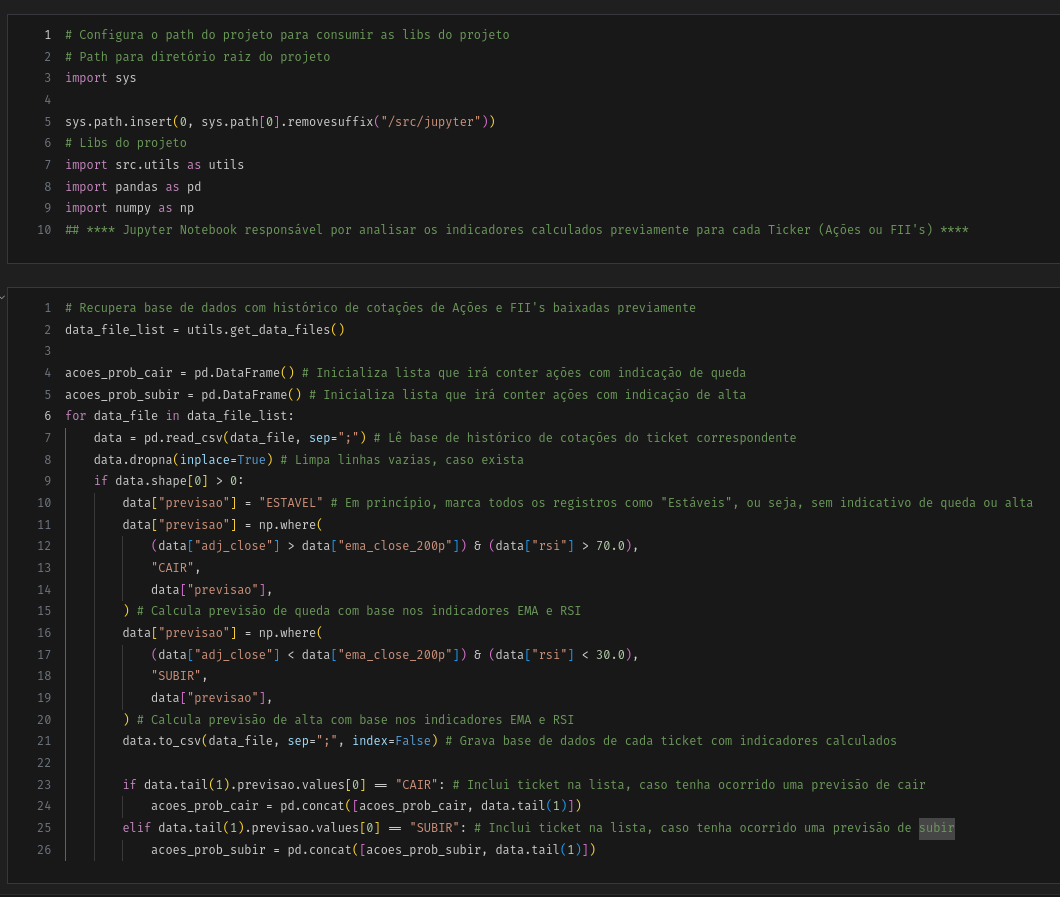 1 # Configura o path do projeto para consumir as libs do projeto
2 # Path para diretório raiz do projeto
3 import sys
4
5 sys.path.insert(0, sys.path[0].removesuffix("/src/jupyter"))
6 # Libs do projeto
7 import src.utils as utils
8 import pandas as pd
9 import numpy as np
10 ## **** Jupyter Notebook responsável por analisar os indicadores calculados previamente para cada Ticker (Ações ou FII's) ****
1 # Recupera base de dados com histórico de cotações de Ações e FII's baixadas previamente
2 data_file_list = utils.get_data_files()
3
4 acoes_prob_cair = pd.DataFrame() # Inicializa lista que irá conter ações com indicação de queda
5 acoes_prob_subir = pd.DataFrame() # Inicializa lista que irá conter ações com indicação de alta
6 for data_file in data_file_list:
7     data = pd.read_csv(data_file, sep=";") # Lê base de histórico de cotações do ticket correspondente
8     data.dropna(inplace=True) # Limpa linhas vazias, caso exista
9     if data.shape[0] > 0:
10         data["previsao"] = "ESTAVEL" # Em princípio, marca todos os registros como "Estáveis", ou seja, sem indicativo de queda ou alta
11         data["previsao"] = np.where(
12             (data["adj_close"] > data["ema_close_200p"]) & (data["rsi"] > 70.0),
13             "CAIR",
14             data["previsao"],
15         ) # Calcula previsão de queda com base nos indicadores EMA e RSI
16         data["previsao"] = np.where(
17             (data["adj_close"] < data["ema_close_200p"]) & (data["rsi"] < 30.0),
18             "SUBIR",
19             data["previsao"],
20         ) # Calcula previsão de alta com base nos indicadores EMA e RSI
21         data.to_csv(data_file, sep=";", index=False) # Grava base de dados de cada ticket com indicadores calculados
22
23         if data.tail(1).previsao.values[0] == "CAIR": # Inclui ticket na lista, caso tenha ocorrido uma previsão de cair
24             acoes_prob_cair = pd.concat([acoes_prob_cair, data.tail(1)])
25         elif data.tail(1).previsao.values[0] == "SUBIR": # Inclui ticket na lista, caso tenha ocorrido uma previsão de subir
26             acoes_prob_subir = pd.concat([acoes_prob_subir, data.tail(1)])